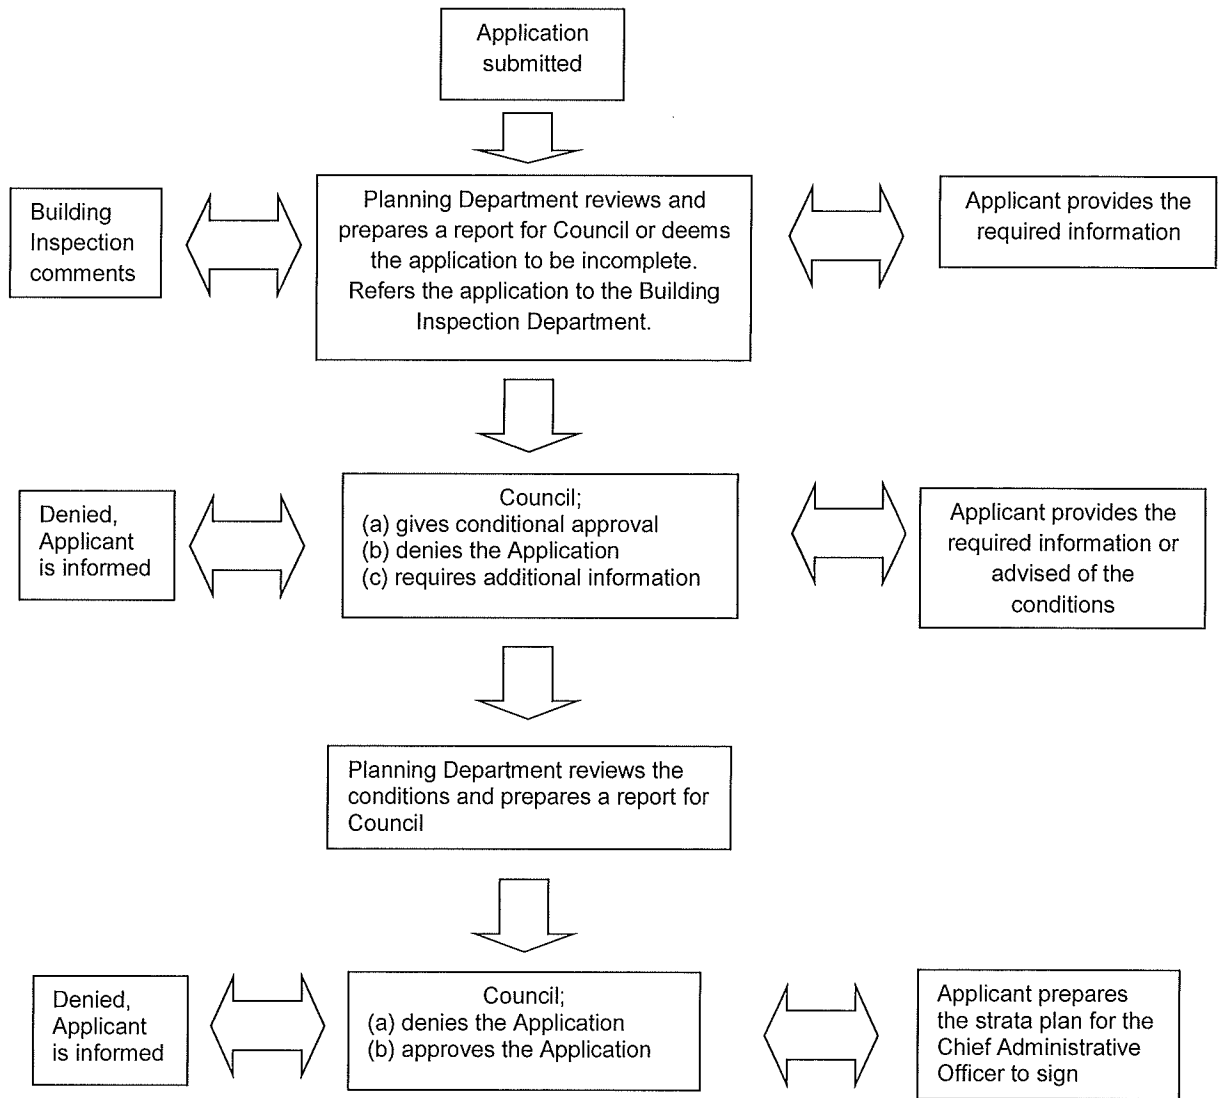 Application
submitted
Building
Inspection
comments
Planning Department reviews and
prepares a report for Council or deems
the application to be incomplete.
Refers the application to the Building
Inspection Department.
Applicant provides the
required information
Denied,
Applicant
is informed
Council;
(a) gives conditional approval
(b) denies the Application
(c) requires additional information
Applicant provides the
required information or
advised of the
conditions
Planning Department reviews the
conditions and prepares a report for
Council
Denied,
Applicant
is informed
Council;
(a) denies the Application
(b) approves the Application
Applicant prepares
the strata plan for the
Chief Administrative
Officer to sign